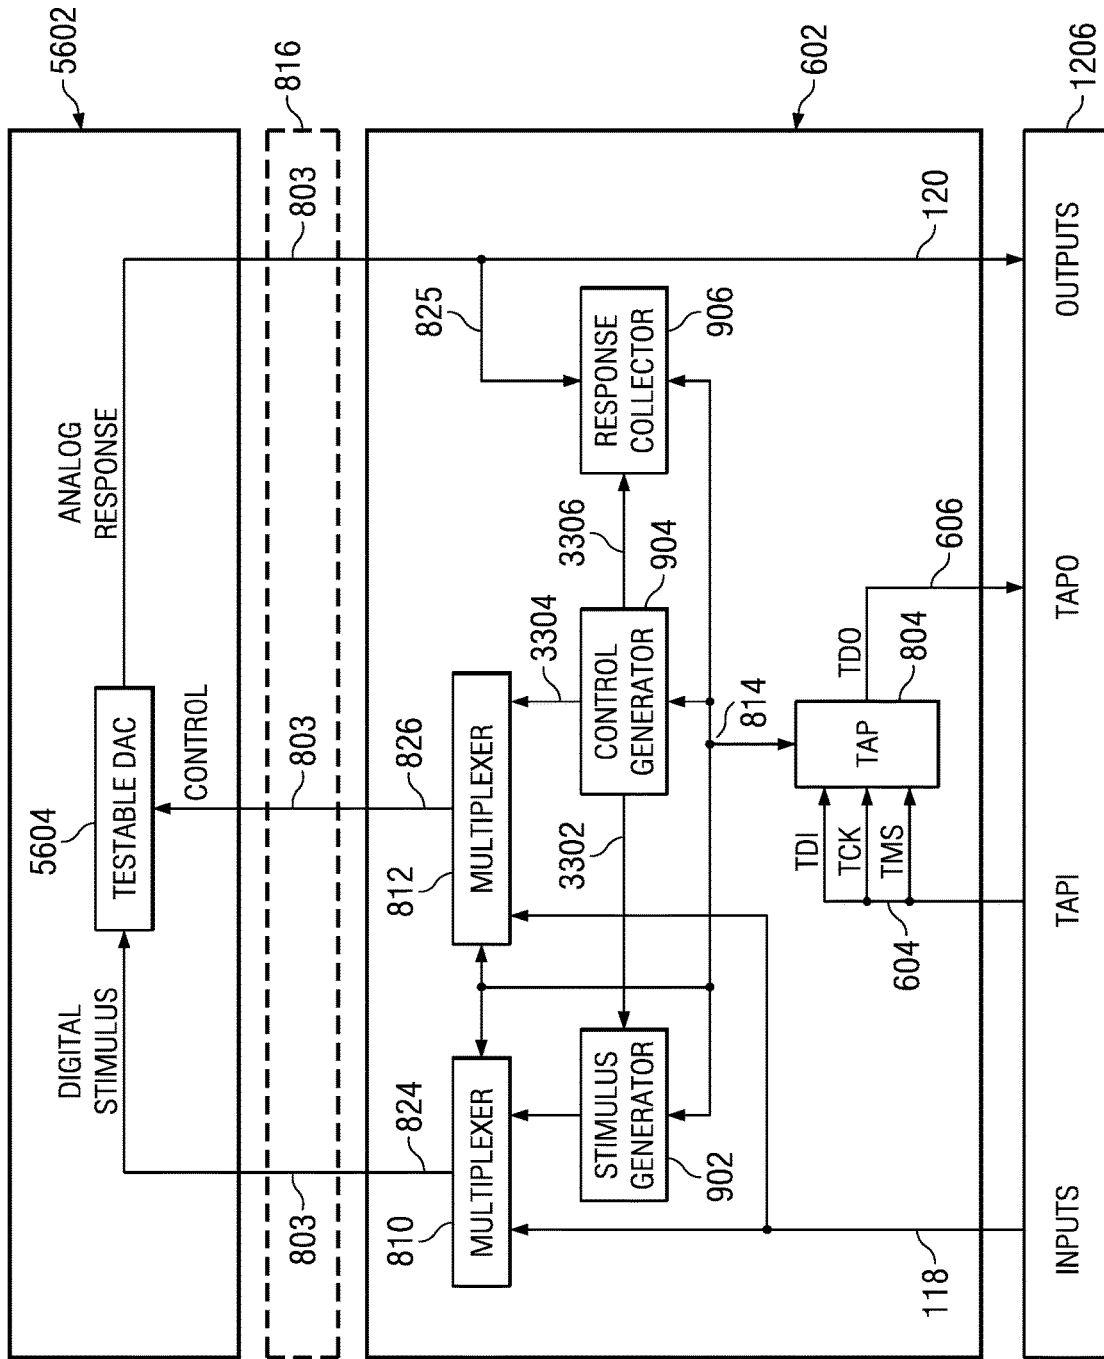 5602
816
602
1206
5604
TESTABLE DAC
DIGITAL
STIMULUS
CONTROL
ANALOG
RESPONSE
803
803
803
824
826
825
120
810
MULTIPLEXER
812
MULTIPLEXER
3304
3302
3306
STIMULUS
GENERATOR
902
CONTROL
GENERATOR
904
RESPONSE
COLLECTOR
906
814
TDI
TCK
TMS
TAP
804
TDO
604
606
118
INPUTS
TAPI
TAPO
OUTPUTS